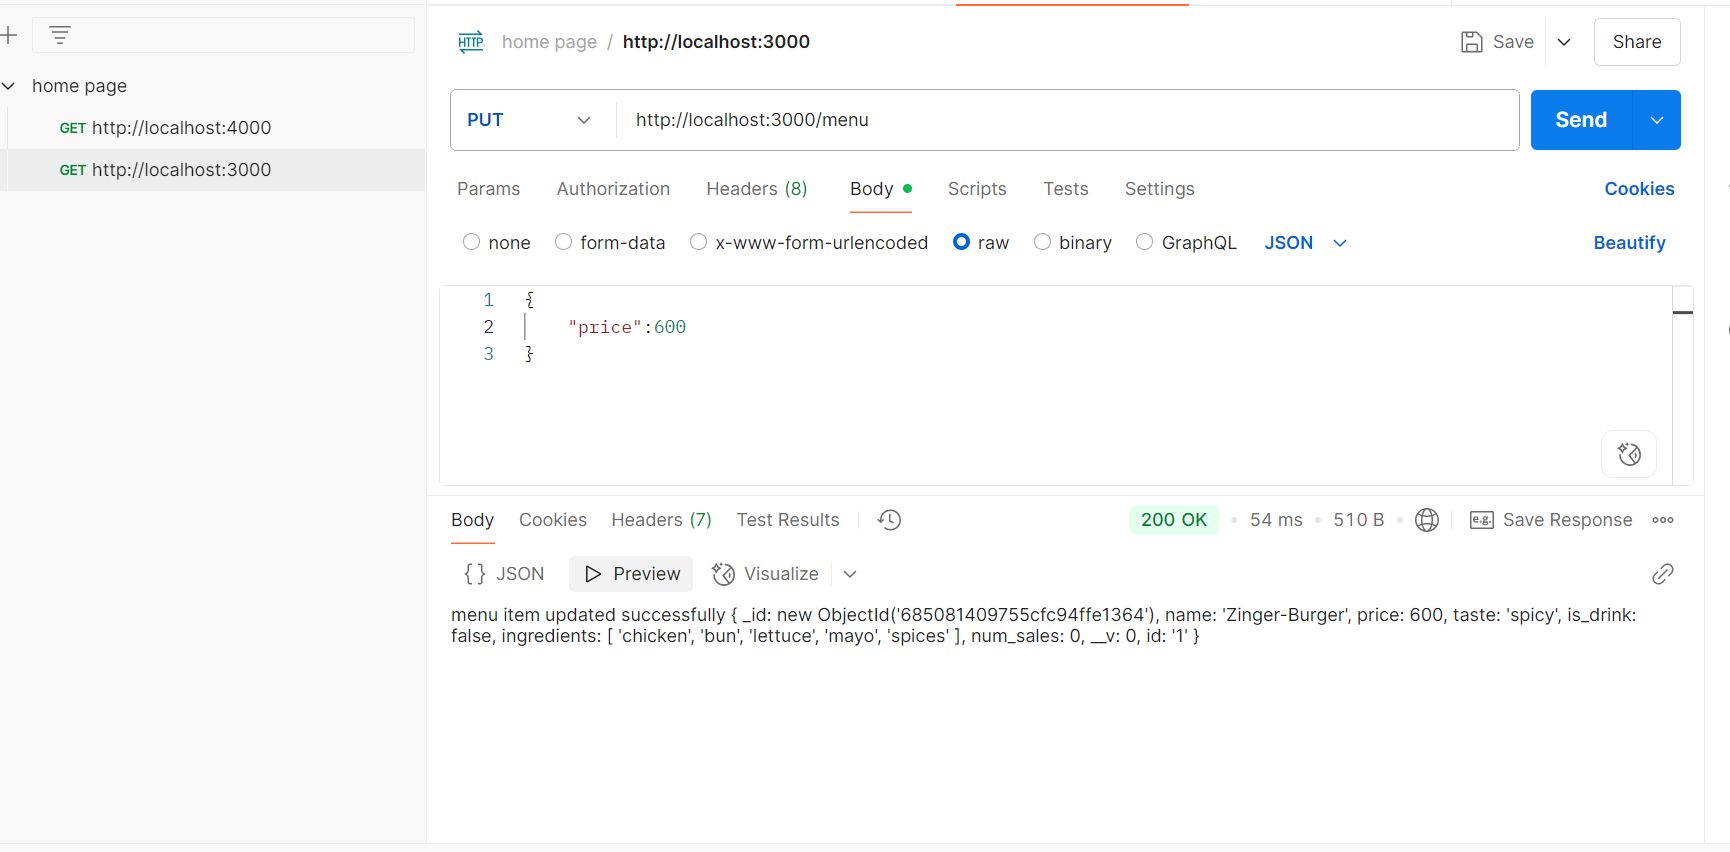 HTTP home page / http://localhost:3000
Save
Share
home page
GET http://localhost:4000
GET http://localhost:3000
PUT
http://localhost:3000/menu
Send
Params
Authorization
Headers (8)
Body
Scripts
Tests
Settings
Cookies
none
form-data
x-www-form-urlencoded
raw
binary
GraphQL
JSON
Beautify
1 {
2 "price":600
3 }
Body
Cookies
Headers (7)
Test Results
200 OK
54 ms
510 B
e.g.
Save Response
{} JSON
Preview
Visualize
menu item updated successfully { _id: new ObjectId('685081409755cfc94ffe1364'), name: 'Zinger-Burger', price: 600, taste: 'spicy', is_drink:
false, ingredients: [ 'chicken', 'bun', 'lettuce', 'mayo', 'spices' ], num_sales: 0, __v: 0, id: '1' }